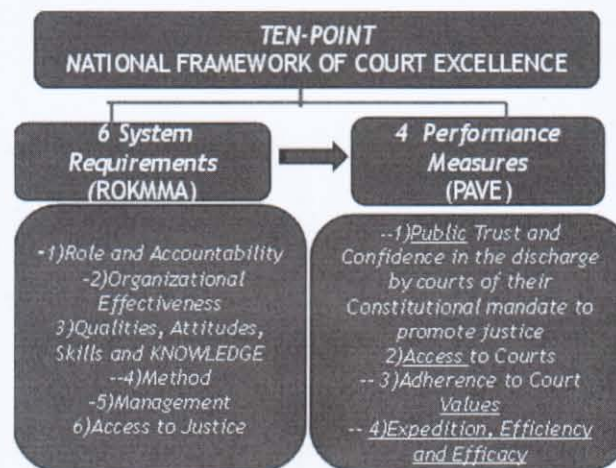 TEN-POINT
NATIONAL FRAMEWORK OF COURT EXCELLENCE
6 System
Requirements
(ROKMMA)
4 Performance
Measures
(PAVE)
-1)Role and Accountability
-2)Organizational
Effectiveness
3)Qualities, Attitudes,
Skills and KNOWLEDGE
--4)Method
-5)Management
6)Access to Justice
--1)Public Trust and
Confidence in the discharge
by courts of their
Constitutional mandate to
promote justice
2)Access to Courts
-- 3)Adherence to Court
Values
-- 4)Expedition, Efficiency
and Efficacy